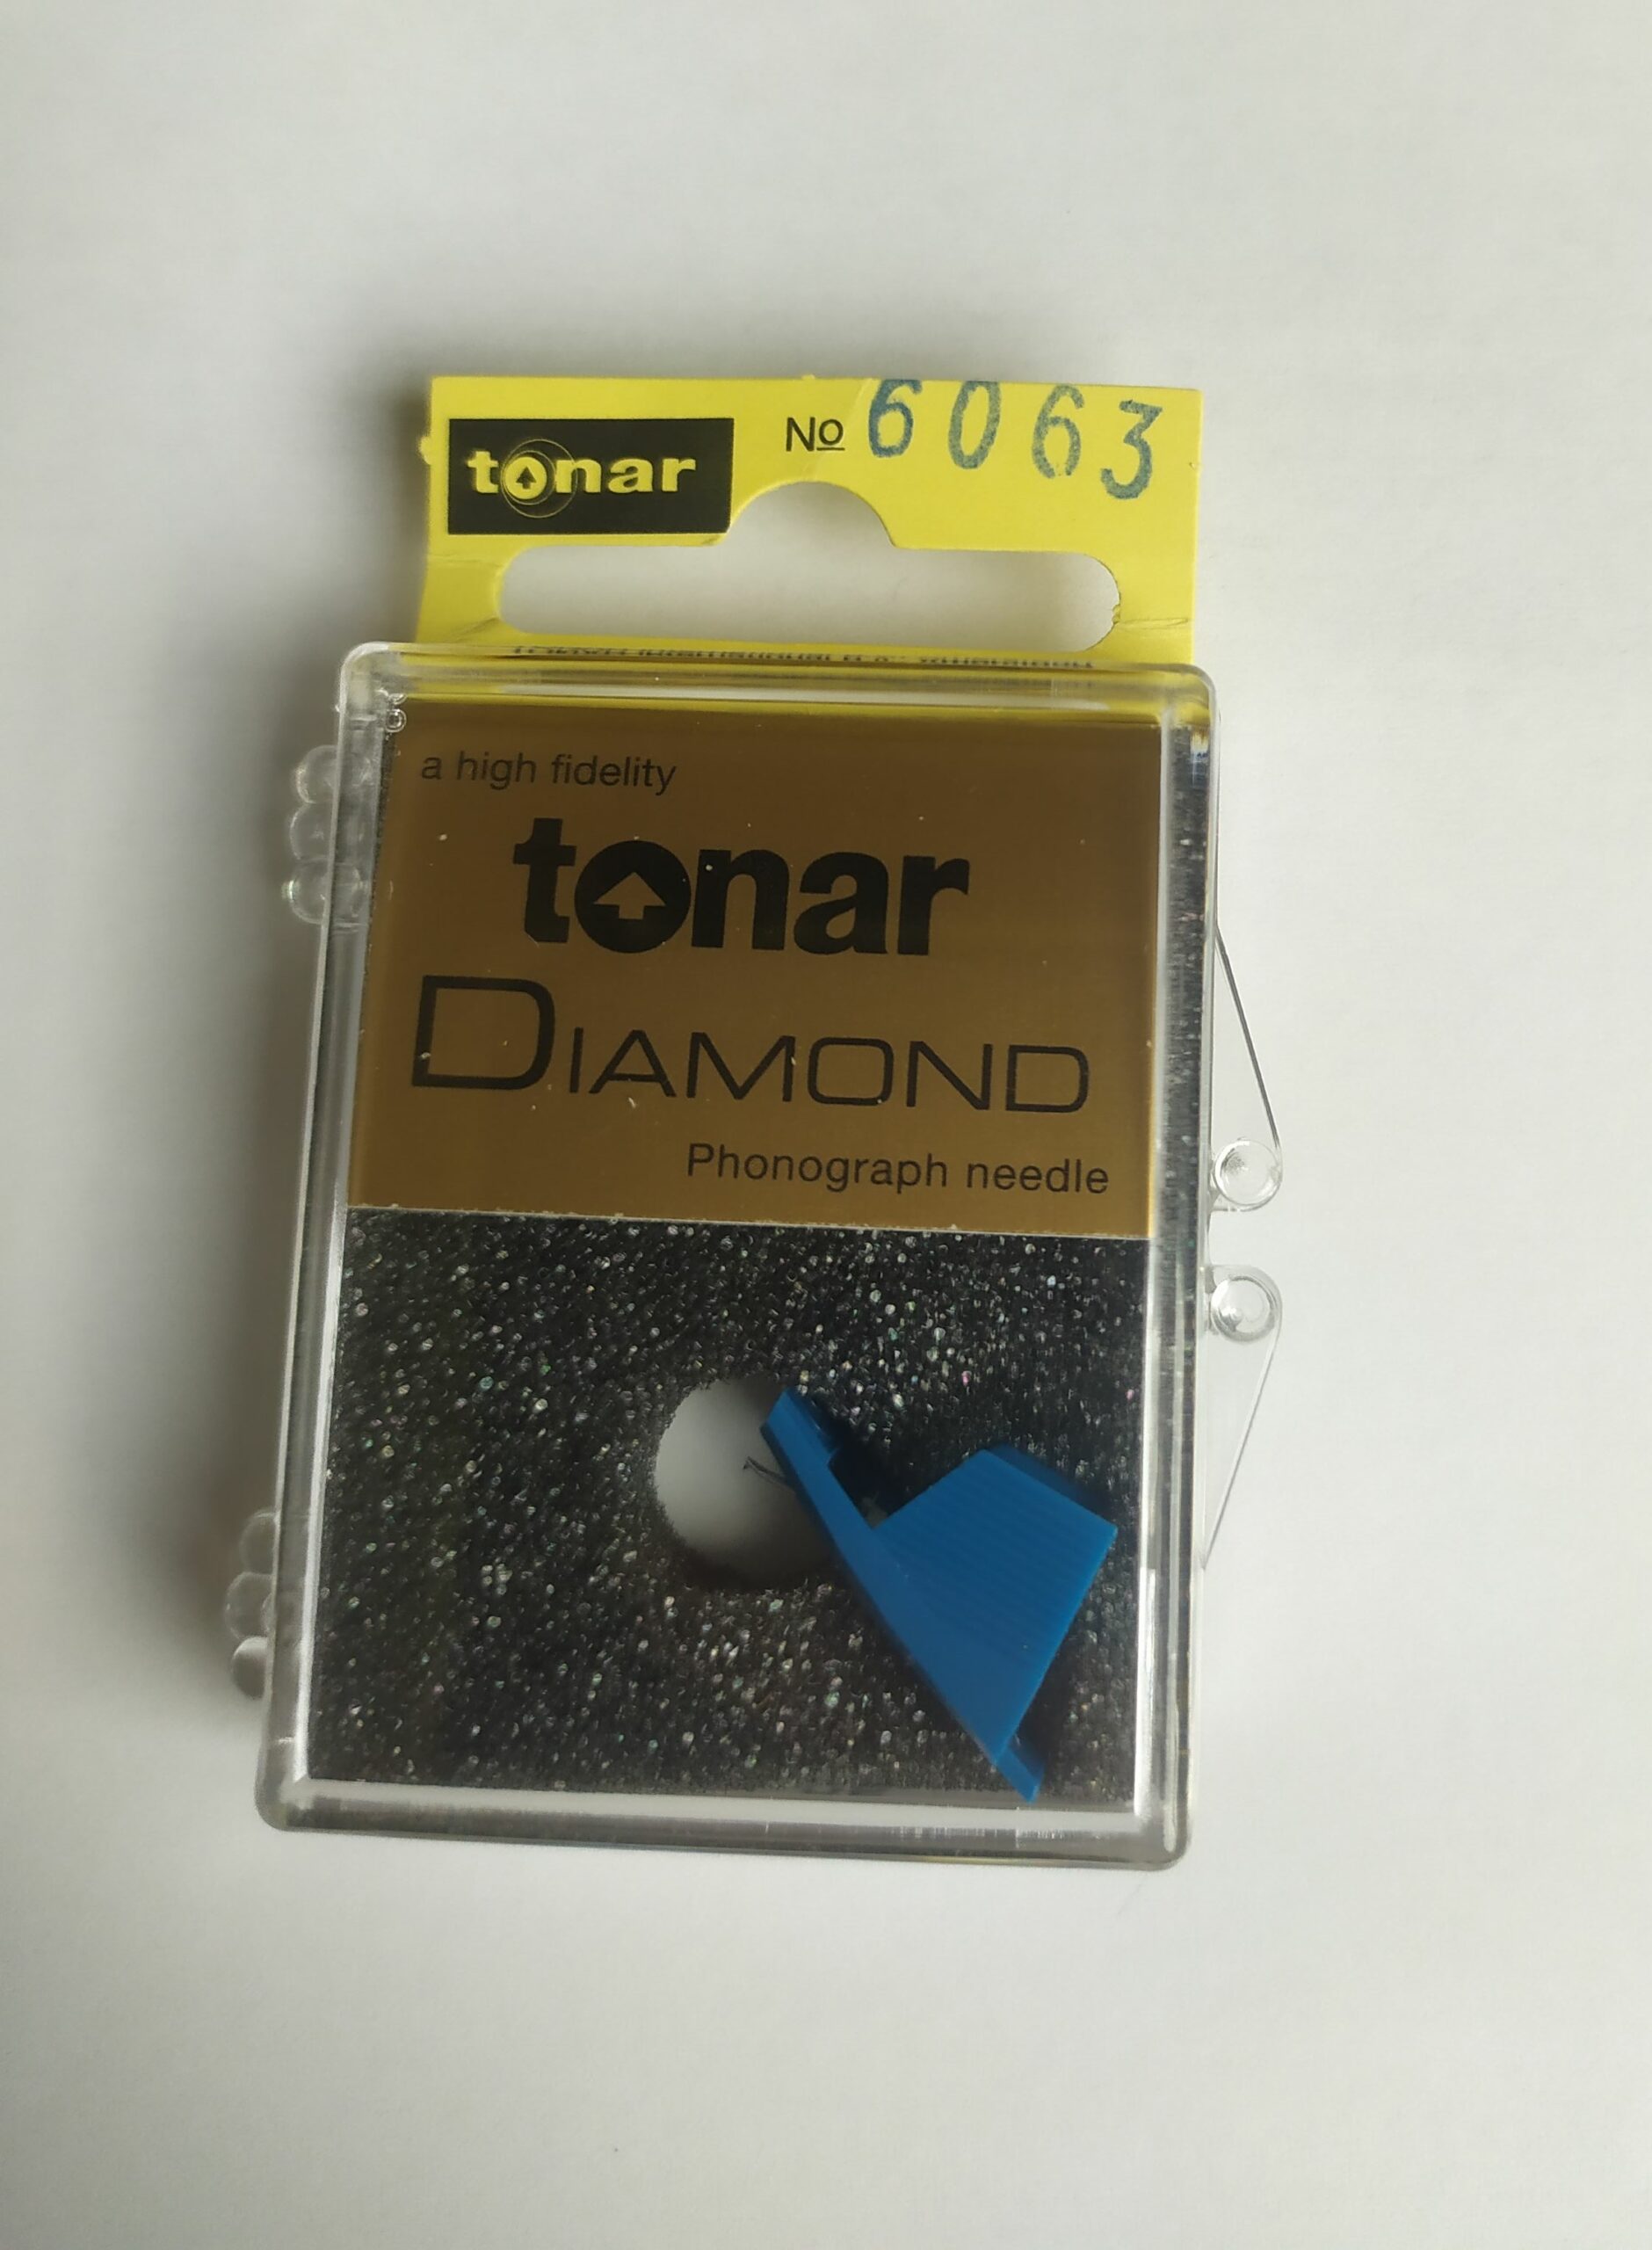 tonar
No 6063
a high fidelity
tonar
DIAMOND
Phonograph needle